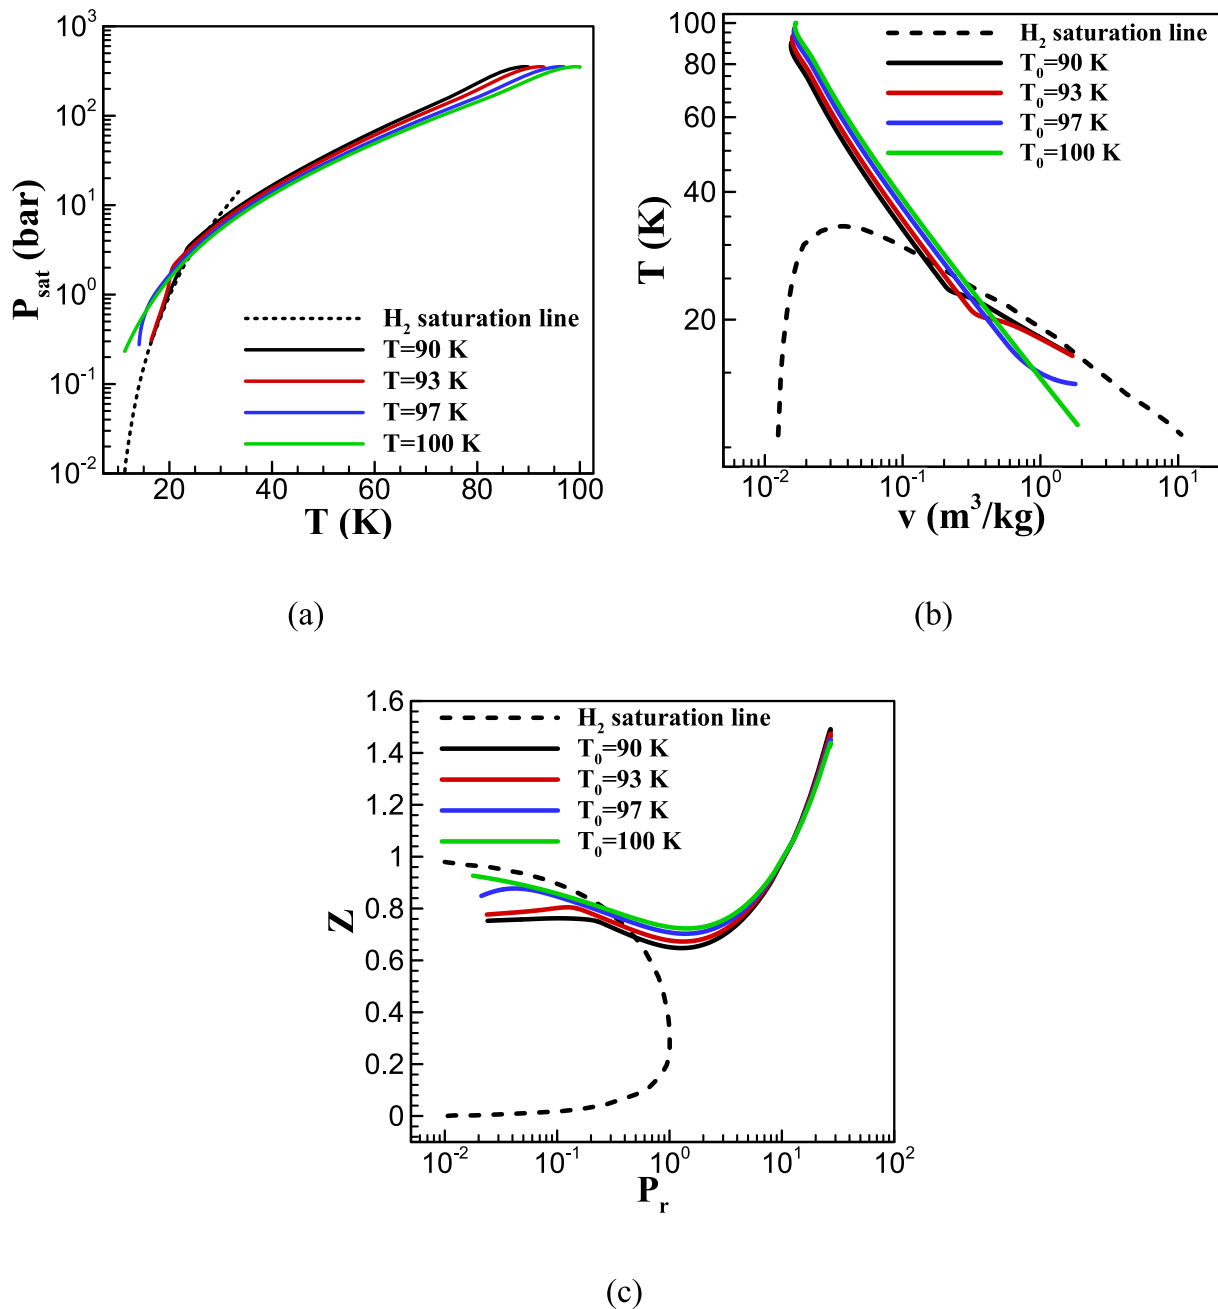 10³
10²
10¹
10⁰
10⁻¹
10⁻²
P_sat (bar)
H₂ saturation line
T=90 K
T=93 K
T=97 K
T=100 K
20 40 60 80 100
T (K)
(a)
100
80
60
40
20
T (K)
H₂ saturation line
T₀=90 K
T₀=93 K
T₀=97 K
T₀=100 K
10⁻² 10⁻¹ 10⁰ 10¹
v (m³/kg)
(b)
1.6
1.4
1.2
1
0.8
0.6
0.4
0.2
0
Z
H₂ saturation line
T₀=90 K
T₀=93 K
T₀=97 K
T₀=100 K
10⁻² 10⁻¹ 10⁰ 10¹ 10²
P_r
(c)